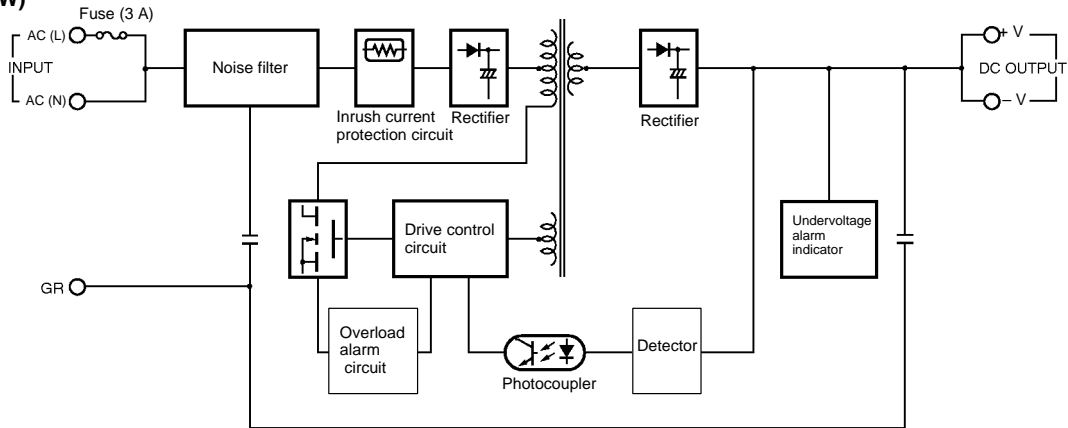 W)
Fuse (3 A)
AC (L)
INPUT
AC (N)
Noise filter
Inrush current
protection circuit
Rectifier
Rectifier
+ V
DC OUTPUT
− V
Drive control
circuit
Undervoltage
alarm
indicator
GR
Overload
alarm
circuit
Photocoupler
Detector